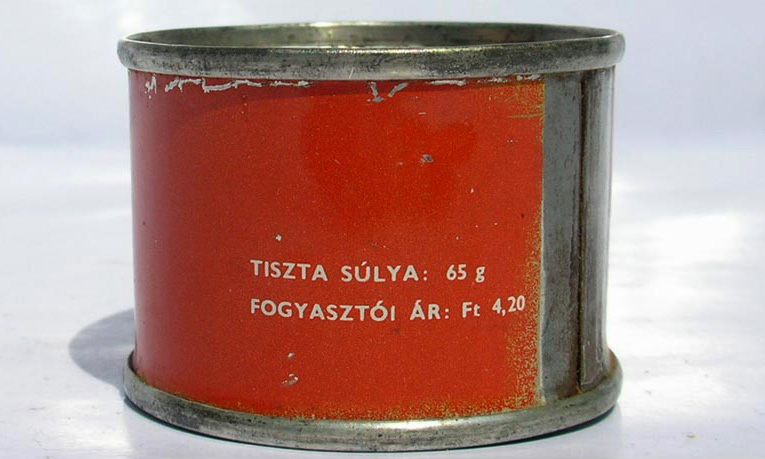 TISZTA SÚLYA: 65 g
FOGYASZTÓI ÁR: Ft 4,20